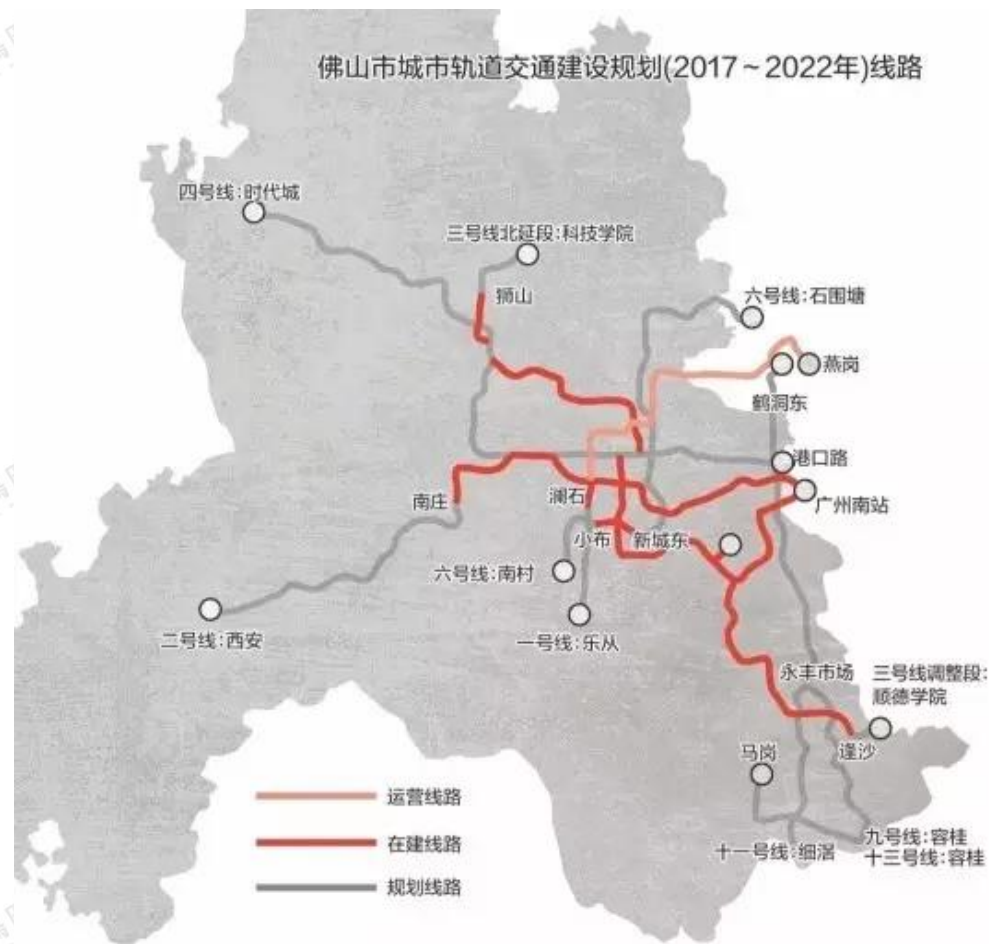 佛山市城市轨道交通建设规划(2017～2022年)线路
四号线:时代城
三号线北延段:科技学院
狮山
六号线:石围塘
燕岗
鹤洞东
港口路
南庄
澜石
广州南站
小布
新城东
六号线:南村
二号线:西安
一号线:乐从
永丰市场
三号线调整段:
顺德学院
马岗
逢沙
运营线路
在建线路
规划线路
十一号线:细滘
九号线:容桂
十三号线:容桂